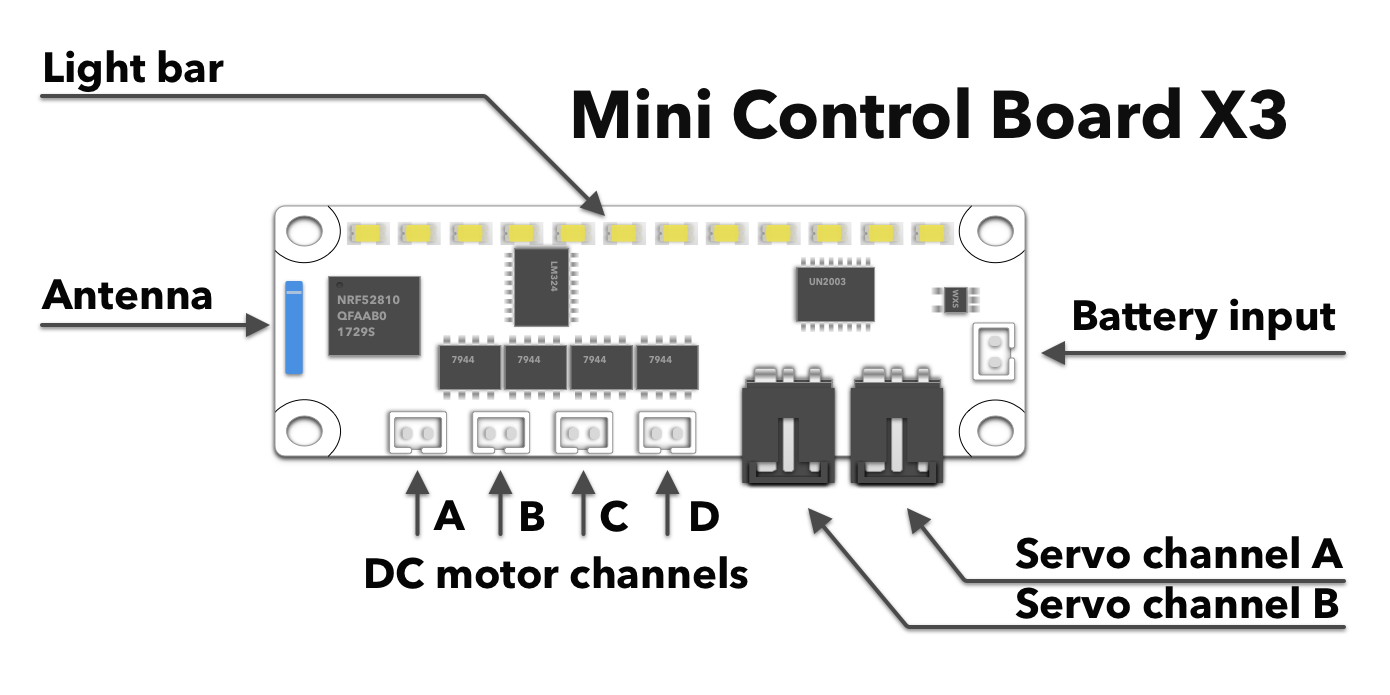 Light bar
Mini Control Board X3
Antenna
NRF52810
QFAAB0
1729S
LM324
UN2003
WXS
Battery input
7944 7944 7944 7944
A B C D
DC motor channels
Servo channel A
Servo channel B